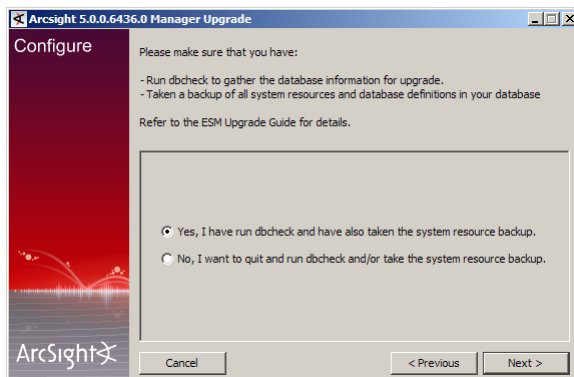 Arcsight 5.0.0.6436.0 Manager Upgrade
Configure
Please make sure that you have:
- Run dbcheck to gather the database information for upgrade.
- Taken a backup of all system resources and database definitions in your database
Refer to the ESM Upgrade Guide for details.
Yes, I have run dbcheck and have also taken the system resource backup.
No, I want to quit and run dbcheck and/or take the system resource backup.
ArcSight
Cancel
< Previous
Next >